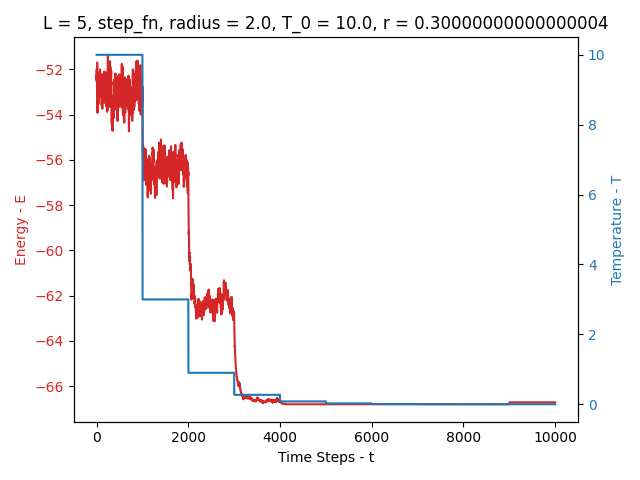 L = 5, step_fn, radius = 2.0, T_0 = 10.0, r = 0.30000000000000004
Energy - E
−52
−54
−56
−58
−60
−62
−64
−66
10
8
6
4
2
0
Temperature - T
0 2000 4000 6000 8000 10000
Time Steps - t